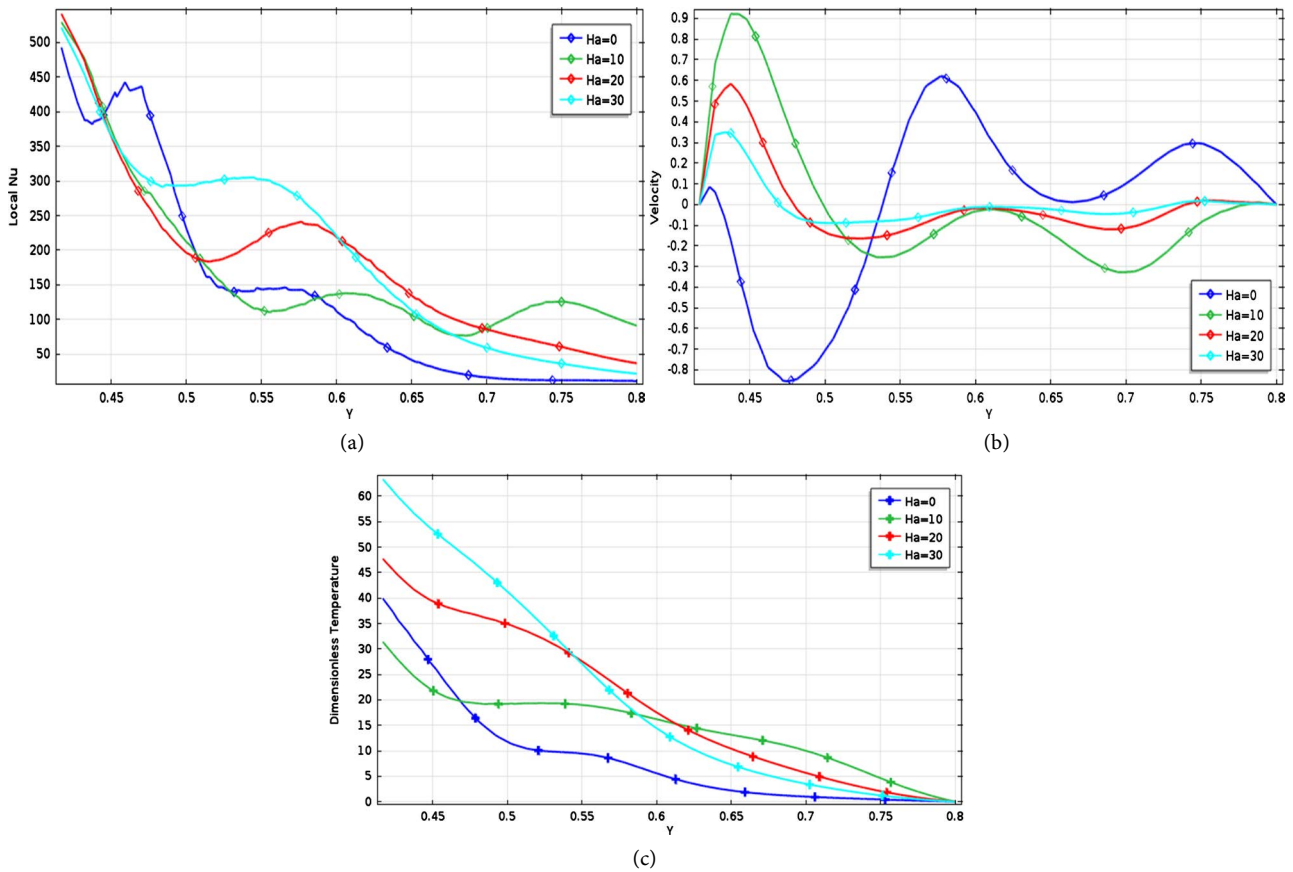 Local Nu
500
450
400
350
300
250
200
150
100
50
Ha=0
Ha=10
Ha=20
Ha=30
0.45 0.5 0.55 0.6 0.65 0.7 0.75 0.8
Y
(a)
Velocity
0.9
0.8
0.7
0.6
0.5
0.4
0.3
0.2
0.1
0
-0.1
-0.2
-0.3
-0.4
-0.5
-0.6
-0.7
-0.8
Ha=0
Ha=10
Ha=20
Ha=30
0.45 0.5 0.55 0.6 0.65 0.7 0.75 0.8
Y
(b)
Dimensionless Temperature
60
55
50
45
40
35
30
25
20
15
10
5
0
Ha=0
Ha=10
Ha=20
Ha=30
0.45 0.5 0.55 0.6 0.65 0.7 0.75 0.8
Y
(c)